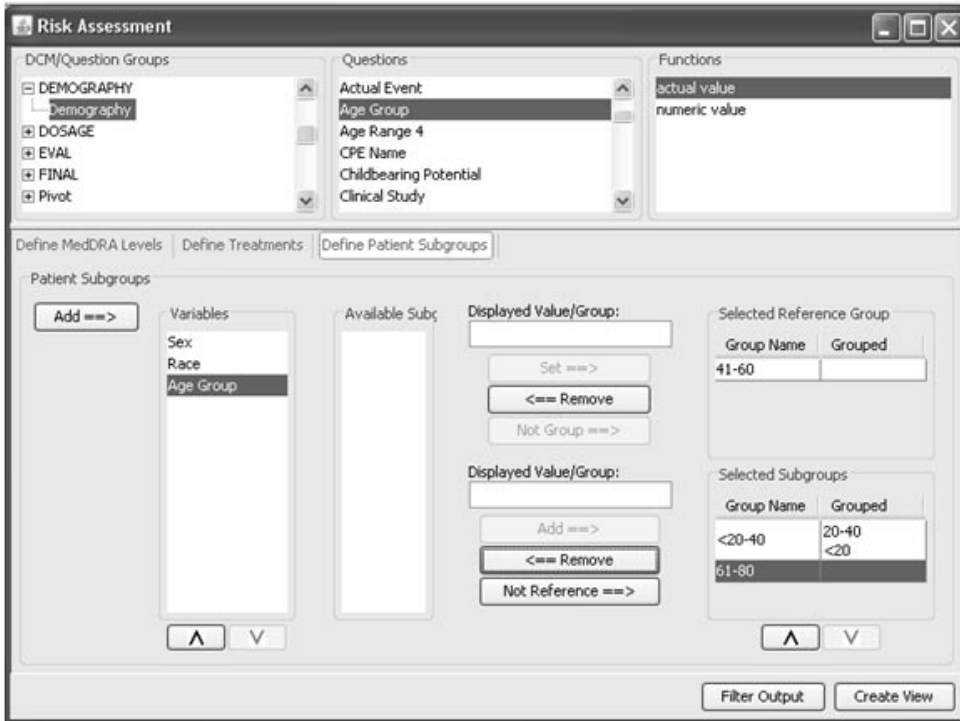 Risk Assessment
DCM/Question Groups
DEMOGRAPHY
Demography
DOSAGE
EVAL
FINAL
Pivot
Questions
Actual Event
Age Group
Age Range 4
CPE Name
Childbearing Potential
Clinical Study
Functions
actual value
numeric value
Define MedDRA Levels
Define Treatments
Define Patient Subgroups
Patient Subgroups
Add ==>
Variables
Sex
Race
Age Group
Λ V
Available Subg
Displayed Value/Group:
Set ==>
<== Remove
Not Group ==>
Displayed Value/Group:
Add ==>
<== Remove
Not Reference ==>
Selected Reference Group
Group Name Grouped
41-60
Selected Subgroups
Group Name Grouped
<20-40 20-40
<20
61-80
Λ V
Filter Output
Create View